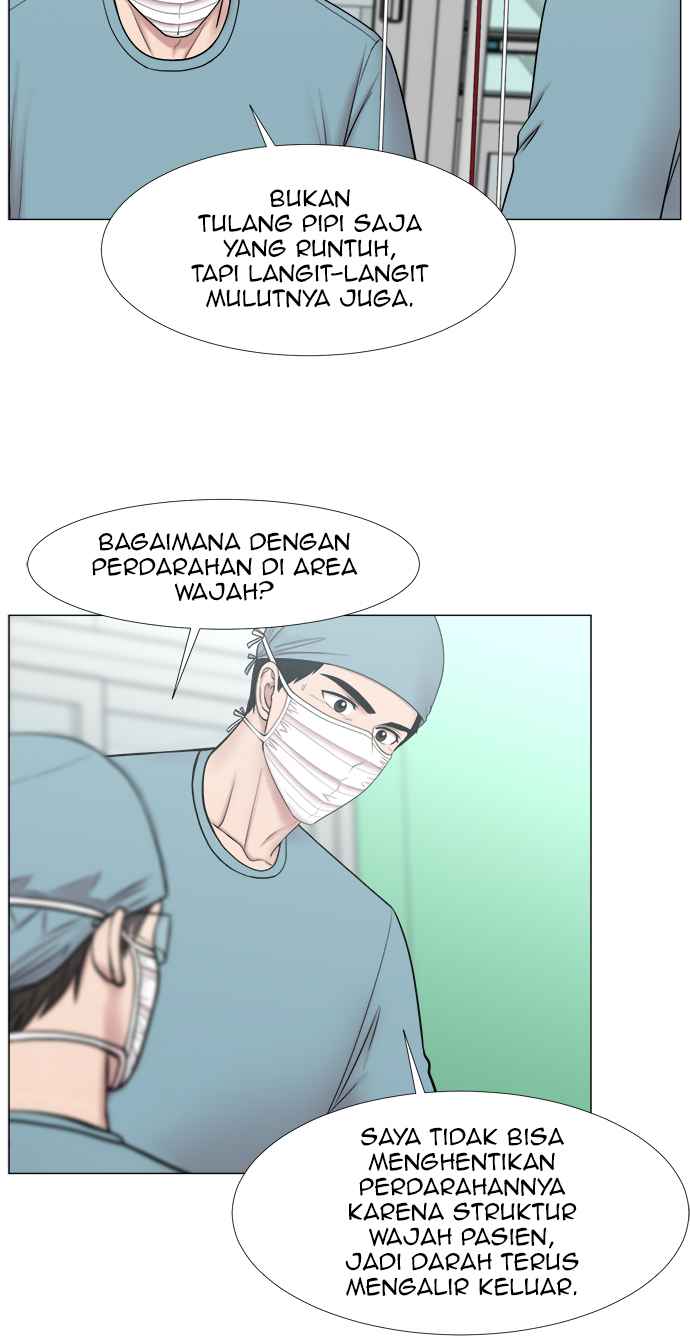 BUKAN
TULANG PIPI SAJA
YANG RUNTUH,
TAPI LANGIT-LANGIT
MULUTNYA JUGA.
BAGAIMANA DENGAN
PERDARAHAN DI AREA
WAJAH?
SAYA TIDAK BISA
MENGHENTIKAN
PERDARAHANNYA
KARENA STRUKTUR
WAJAH PASIEN,
JADI DARAH TERUS
MENGALIR KELUAR.